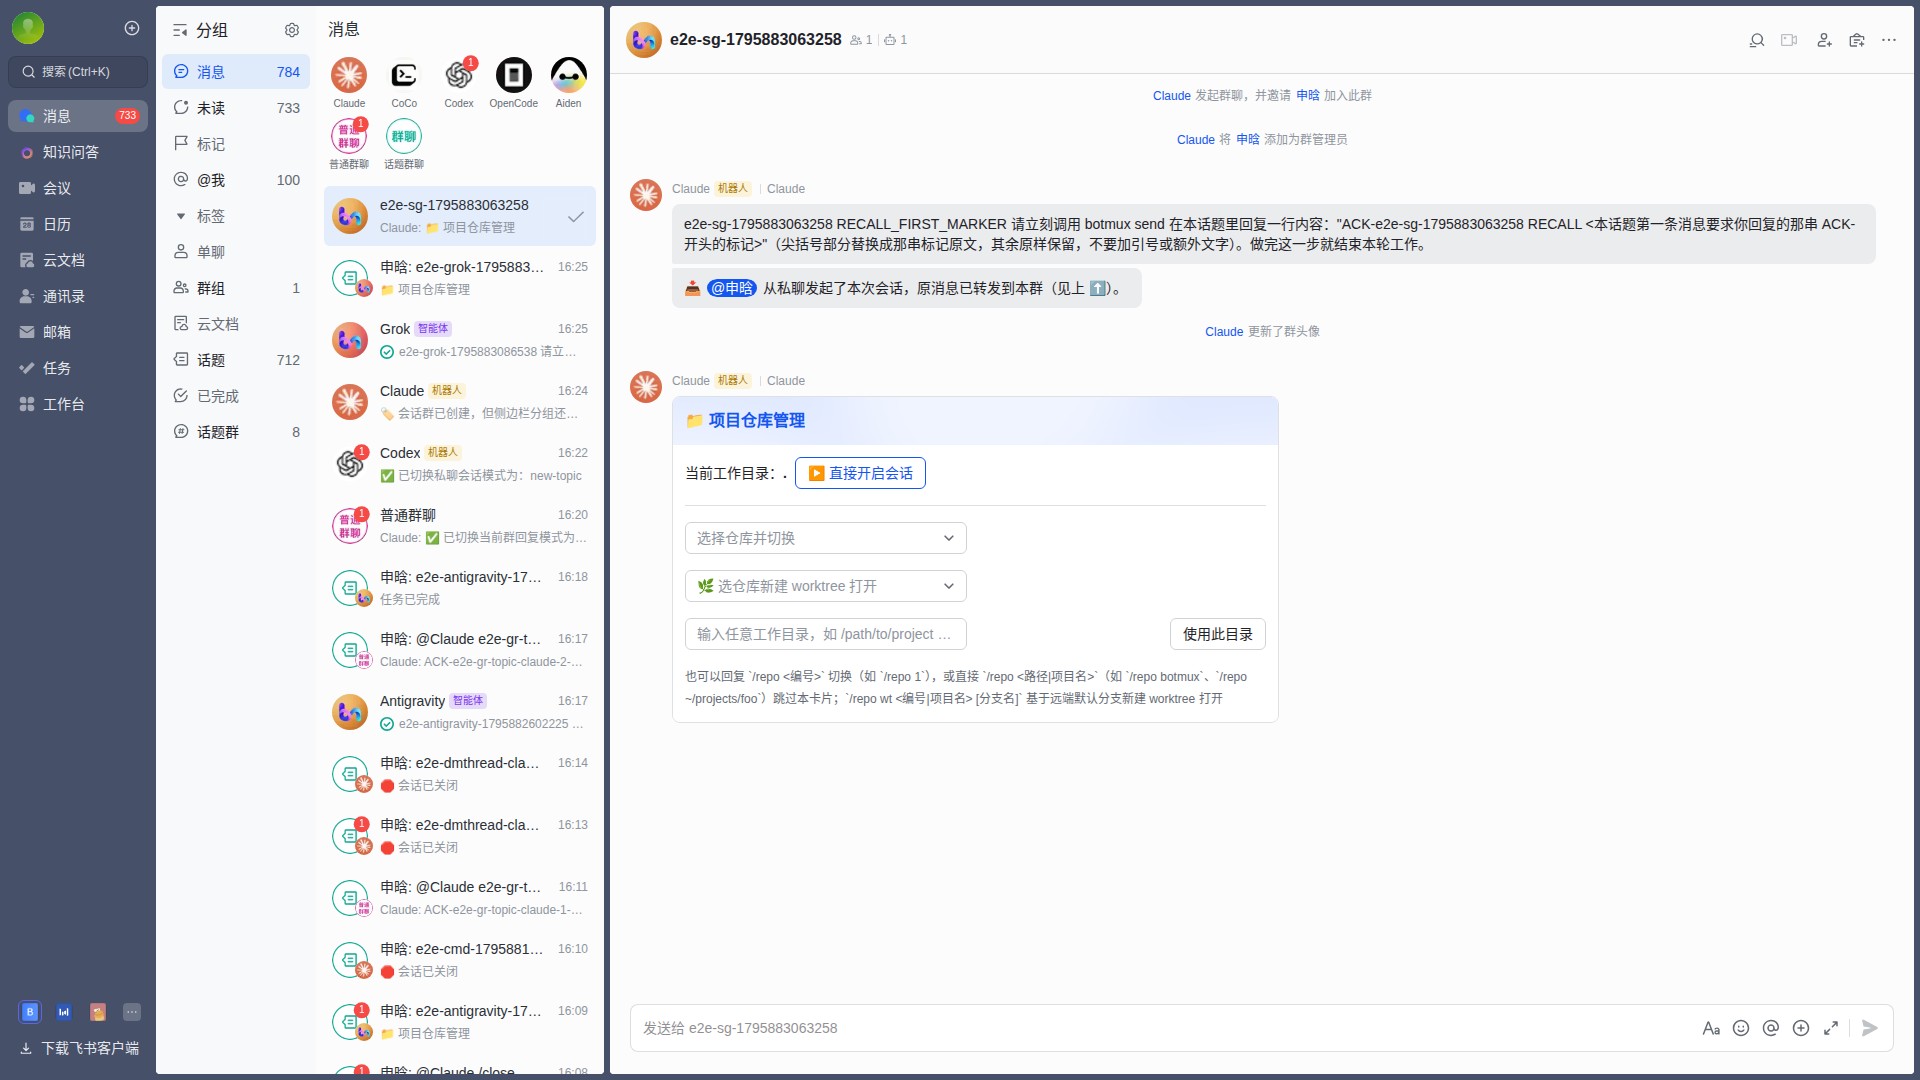 搜索 (Ctrl+K)
消息 733
知识问答
会议
日历
云文档
通讯录
邮箱
任务
工作台
下载飞书客户端
分组
消息 784
未读 733
标记
@我 100
标签
单聊
群组 1
云文档
话题 712
已完成
话题群 8
消息
1
Claude CoCo Codex OpenCode Aiden
普通群聊 1 群聊
普通群聊 话题群聊
e2e-sg-1795883063258
Claude: 📁 项目仓库管理
申晗: e2e-grok-1795883... 16:25
📁 项目仓库管理
Grok 智能体 16:25
e2e-grok-1795883086538 请立...
Claude 机器人 16:24
🏷️ 会话群已创建，但侧边栏分组还...
1 Codex 机器人 16:22
✅ 已切换私聊会话模式为：new-topic
普通群聊 1 普通群聊 16:20
Claude: ✅ 已切换当前群回复模式为...
申晗: e2e-antigravity-17... 16:18
任务已完成
申晗: @Claude e2e-gr-t... 16:17
Claude: ACK-e2e-gr-topic-claude-2-...
Antigravity 智能体 16:17
e2e-antigravity-1795882602225 ...
申晗: e2e-dmthread-cla... 16:14
🛑 会话已关闭
1 申晗: e2e-dmthread-cla... 16:13
🛑 会话已关闭
申晗: @Claude e2e-gr-t... 16:11
Claude: ACK-e2e-gr-topic-claude-1-...
申晗: e2e-cmd-1795881... 16:10
🛑 会话已关闭
1 申晗: e2e-antigravity-17... 16:09
📁 项目仓库管理
1 申晗: @Claude /close 16:08
e2e-sg-1795883063258 1 1
Claude 发起群聊，并邀请 申晗 加入此群
Claude 将 申晗 添加为群管理员
Claude 机器人 Claude
e2e-sg-1795883063258 RECALL_FIRST_MARKER 请立刻调用 botmux send 在本话题里回复一行内容："ACK-e2e-sg-1795883063258 RECALL <本话题第一条消息要求你回复的那串 ACK-
开头的标记>"（尖括号部分替换成那串标记原文，其余原样保留，不要加引号或额外文字）。做完这一步就结束本轮工作。
📤 @申晗 从私聊发起了本次会话，原消息已转发到本群（见上 ⬆️）。
Claude 更新了群头像
Claude 机器人 Claude
📁 项目仓库管理
当前工作目录：. ▶️ 直接开启会话
选择仓库并切换
🌿 选仓库新建 worktree 打开
输入任意工作目录，如 /path/to/project ... 使用此目录
也可以回复 `/repo <编号>` 切换（如 `/repo 1`），或直接 `/repo <路径|项目名>`（如 `/repo botmux`、`/repo
~/projects/foo`）跳过本卡片；`/repo wt <编号|项目名> [分支名]` 基于远端默认分支新建 worktree 打开
发送给 e2e-sg-1795883063258